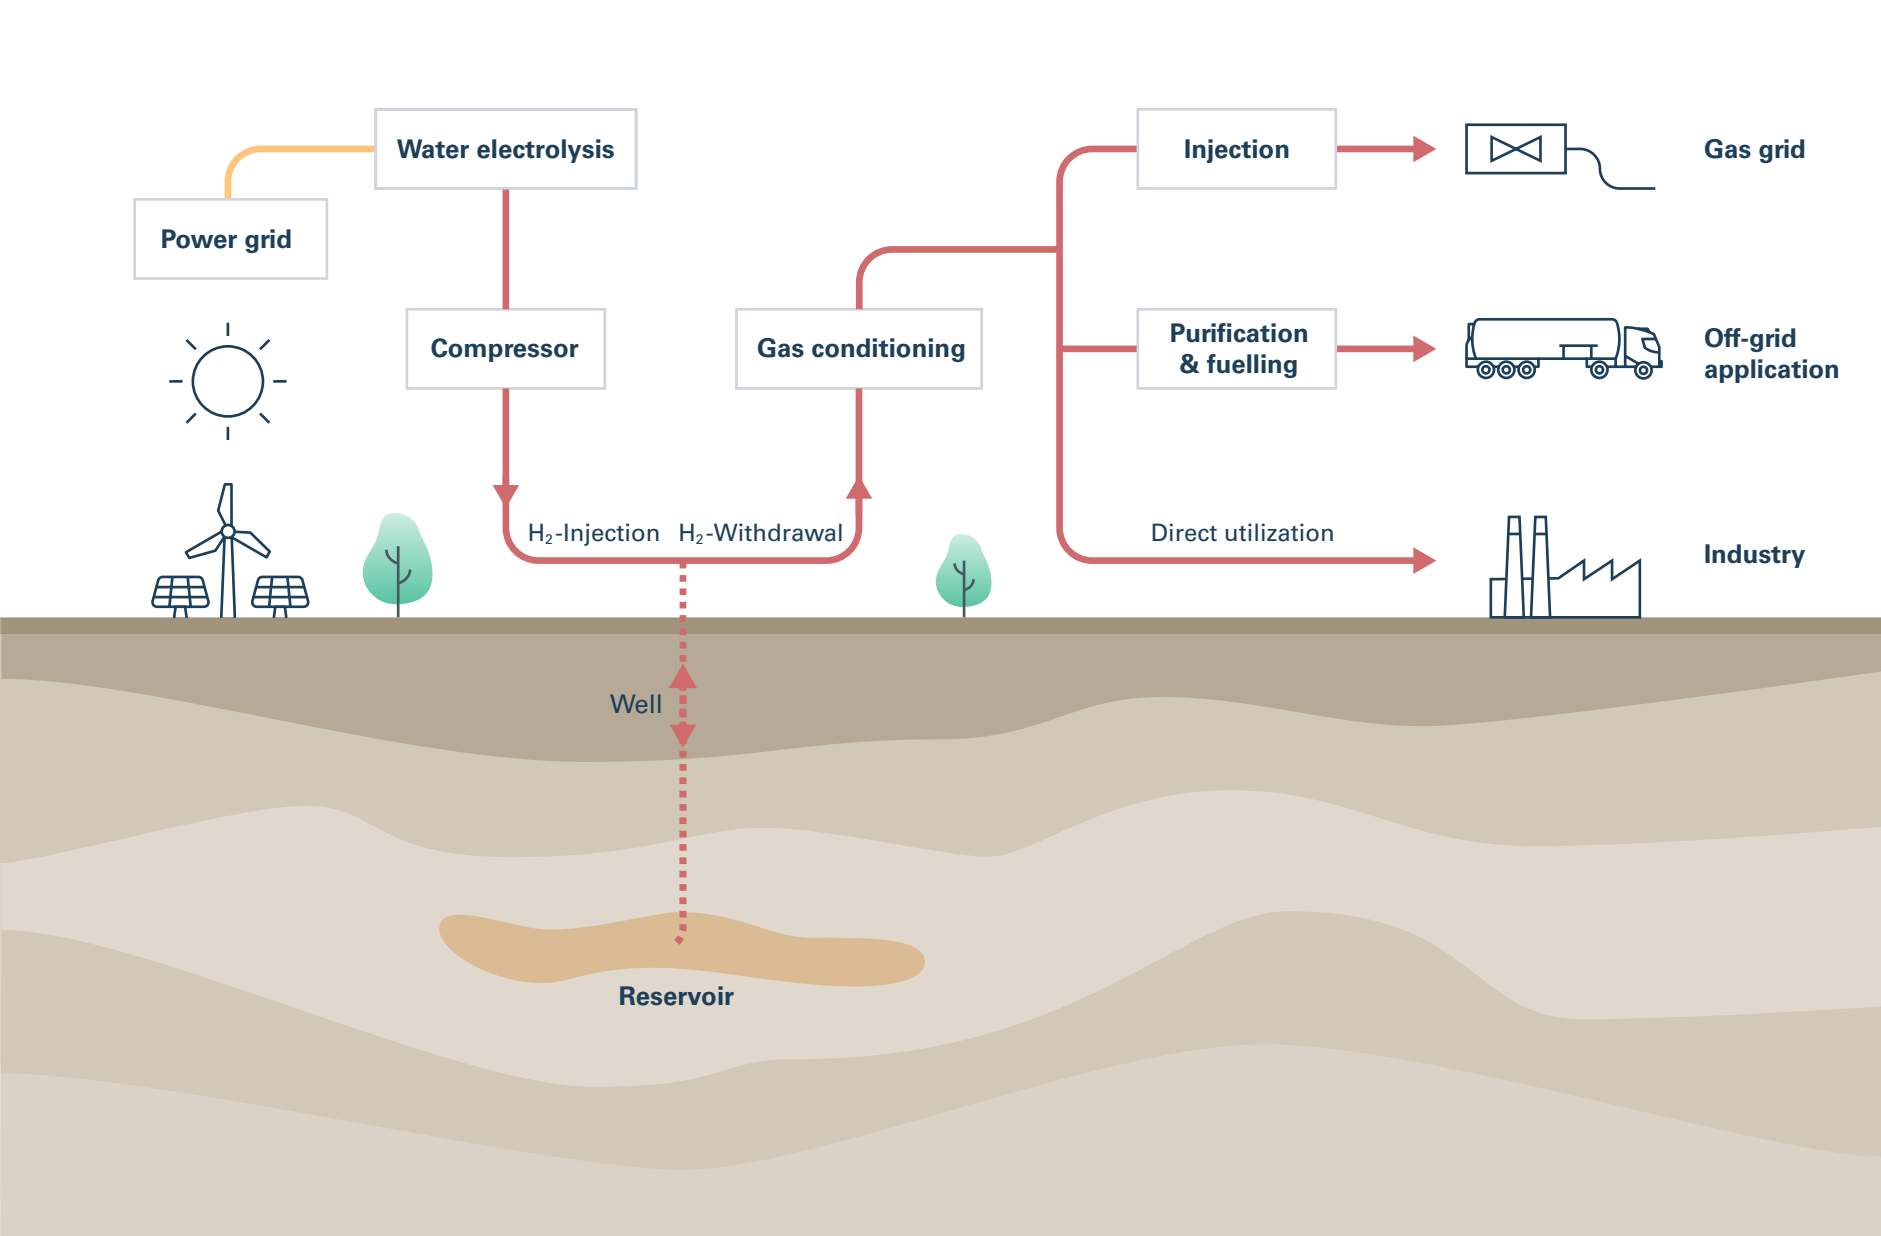 Water electrolysis
Power grid
Compressor
Gas conditioning
Injection
Gas grid
Purification
& fuelling
Off-grid
application
H₂-Injection
H₂-Withdrawal
Direct utilization
Industry
Well
Reservoir